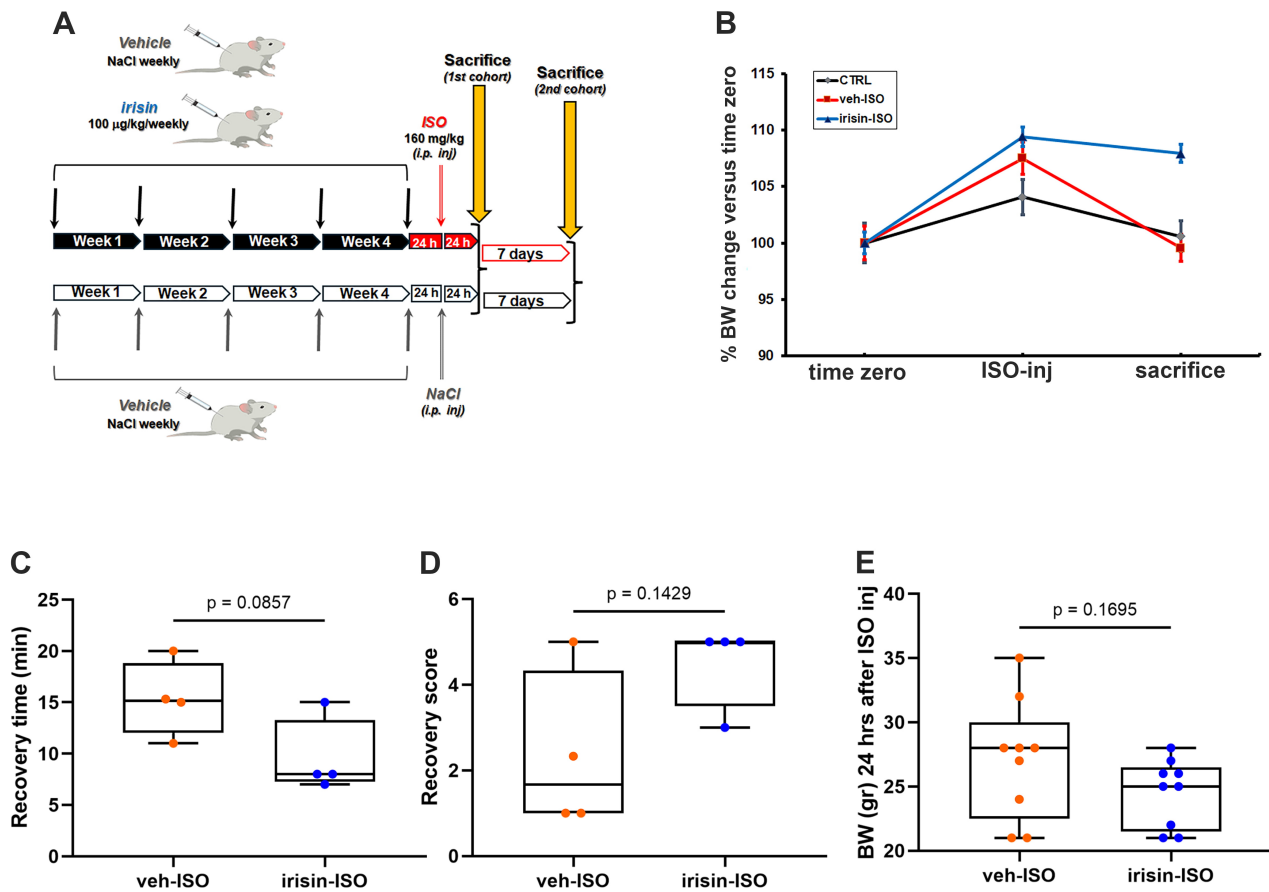 A
Vehicle
NaCl weekly
irisin
100 µg/kg/weekly
ISO
160 mg/kg
(i.p. inj)
Sacrifice
(1st cohort)
Sacrifice
(2nd cohort)
Week 1
Week 2
Week 3
Week 4
24 h
24 h
7 days
Week 1
Week 2
Week 3
Week 4
24 h
24 h
7 days
Vehicle
NaCl weekly
NaCl
(i.p. inj)
B
% BW change versus time zero
115
110
105
100
95
90
CTRL
veh-ISO
irisin-ISO
time zero
ISO-inj
sacrifice
C
Recovery time (min)
25
20
15
10
5
0
p = 0.0857
veh-ISO
irisin-ISO
D
Recovery score
6
4
2
0
p = 0.1429
veh-ISO
irisin-ISO
E
BW (gr) 24 hrs after ISO inj
40
35
30
25
20
p = 0.1695
veh-ISO
irisin-ISO